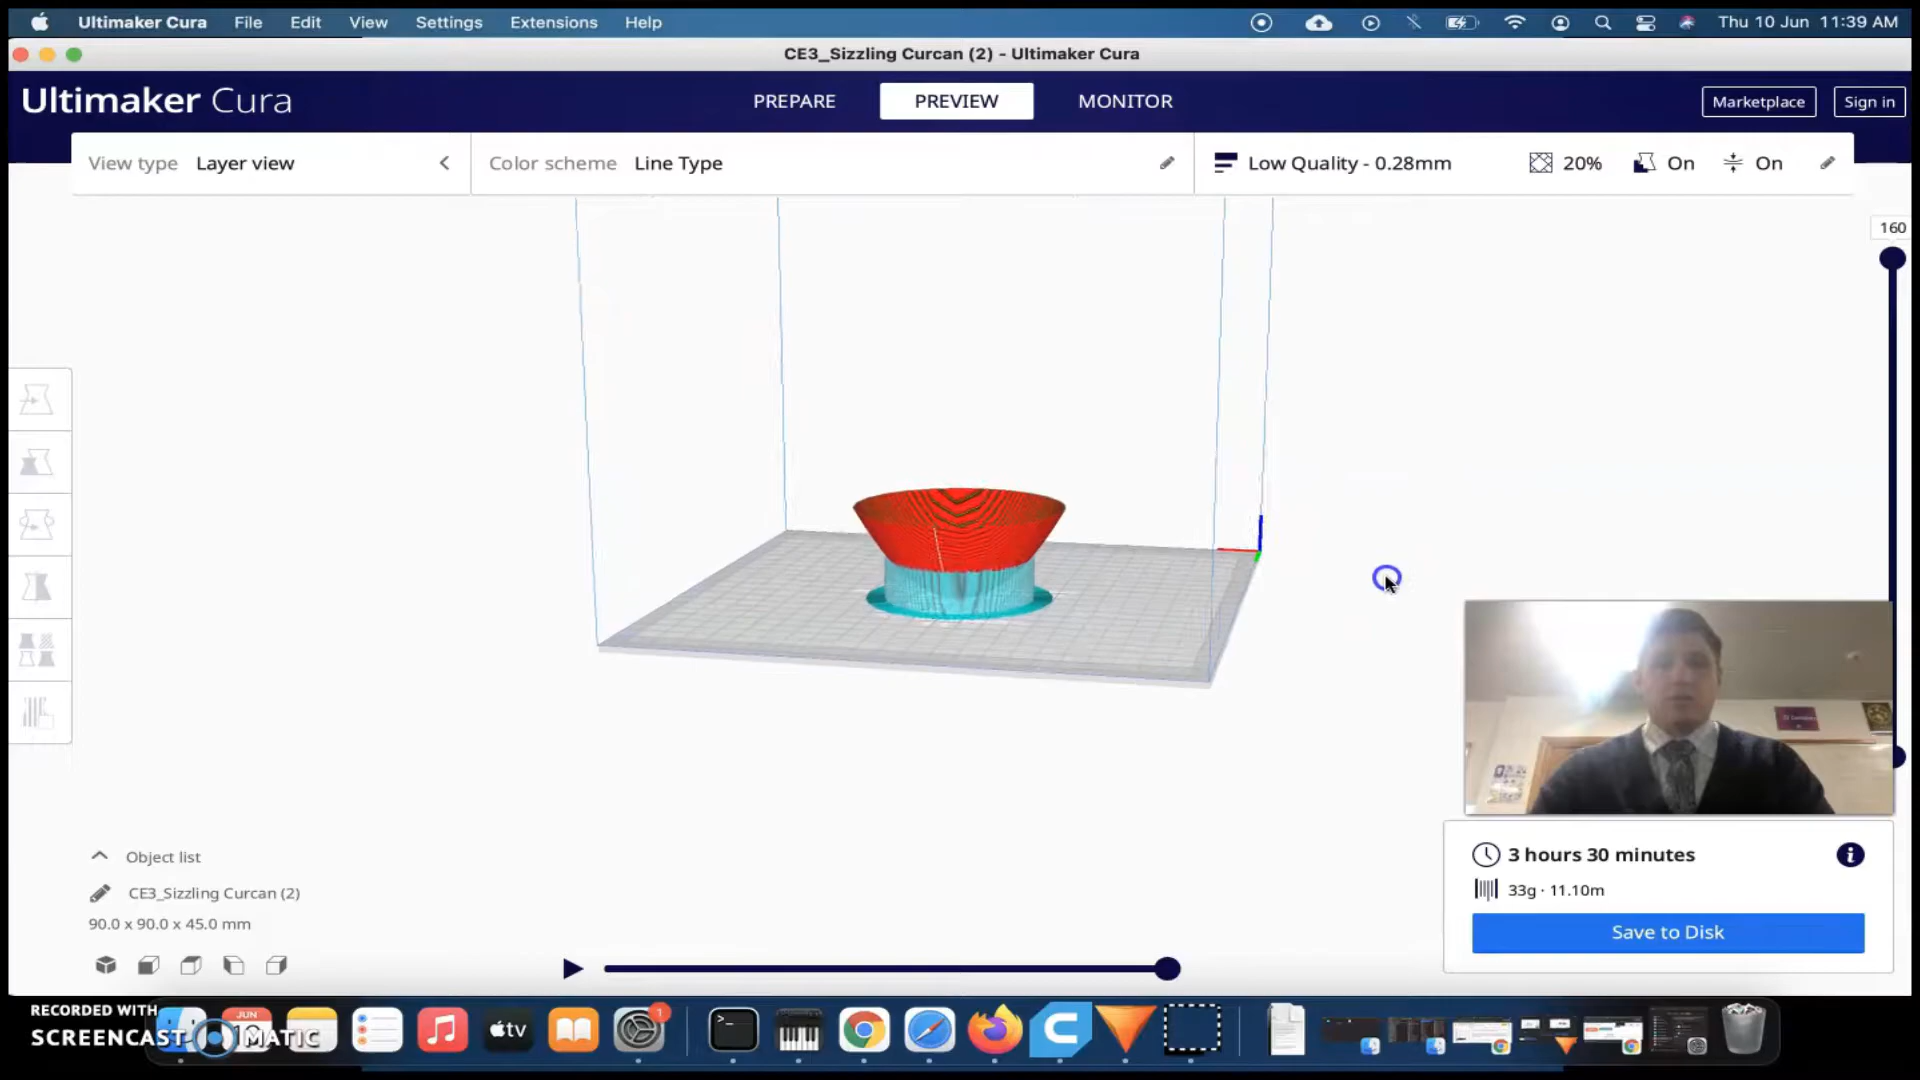 Ultimaker Cura File Edit View Settings Extensions Help Thu 10 Jun 11:39 AM
CE3_Sizzling Curcan (2) - Ultimaker Cura
Ultimaker Cura PREPARE PREVIEW MONITOR Marketplace Sign in
View type Layer view Color scheme Line Type Low Quality - 0.28mm 20% On On
160
3 hours 30 minutes
33g · 11.10m
Save to Disk
Object list
CE3_Sizzling Curcan (2)
90.0 x 90.0 x 45.0 mm
RECORDED WITH
SCREENCAST MATIC
JUN
tv
1